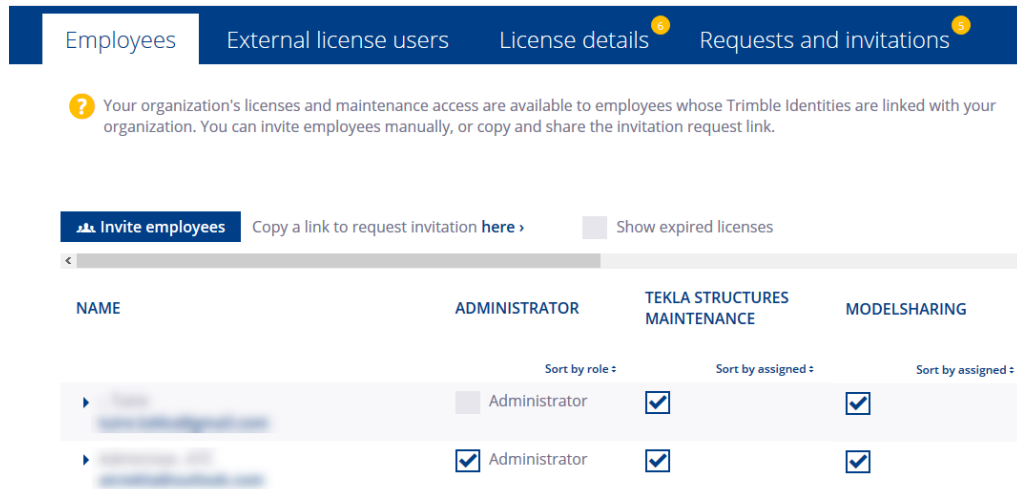 Employees
External license users
License details
6
Requests and invitations
5
? Your organization's licenses and maintenance access are available to employees whose Trimble Identities are linked with your
organization. You can invite employees manually, or copy and share the invitation request link.
Invite employees
Copy a link to request invitation here ›
Show expired licenses
NAME
ADMINISTRATOR
TEKLA STRUCTURES
MAINTENANCE
MODELSHARING
Sort by role
Sort by assigned
Sort by assigned
Administrator
Administrator